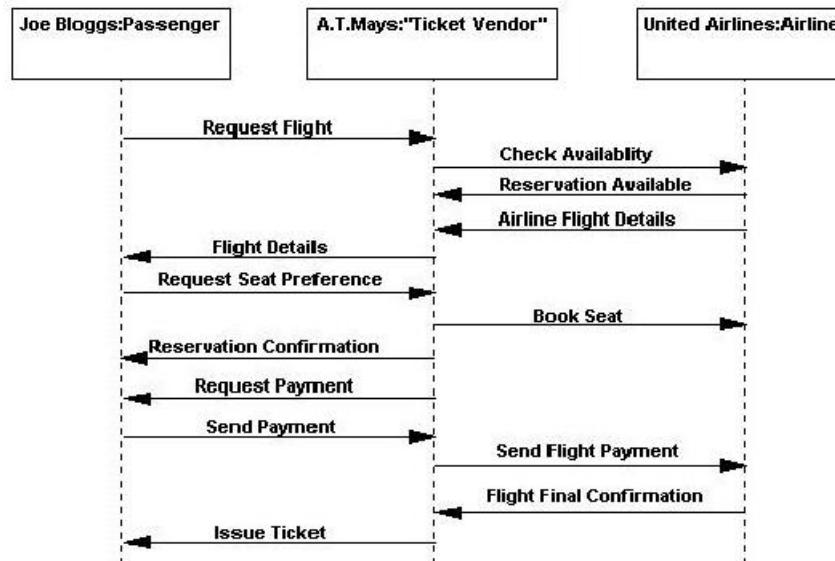 Joe Bloggs:Passenger
A.T.Mays:"Ticket Vendor"
United Airlines:Airline
Request Flight
Check Availablity
Reservation Available
Airline Flight Details
Flight Details
Request Seat Preference
Book Seat
Reservation Confirmation
Request Payment
Send Payment
Send Flight Payment
Flight Final Confirmation
Issue Ticket